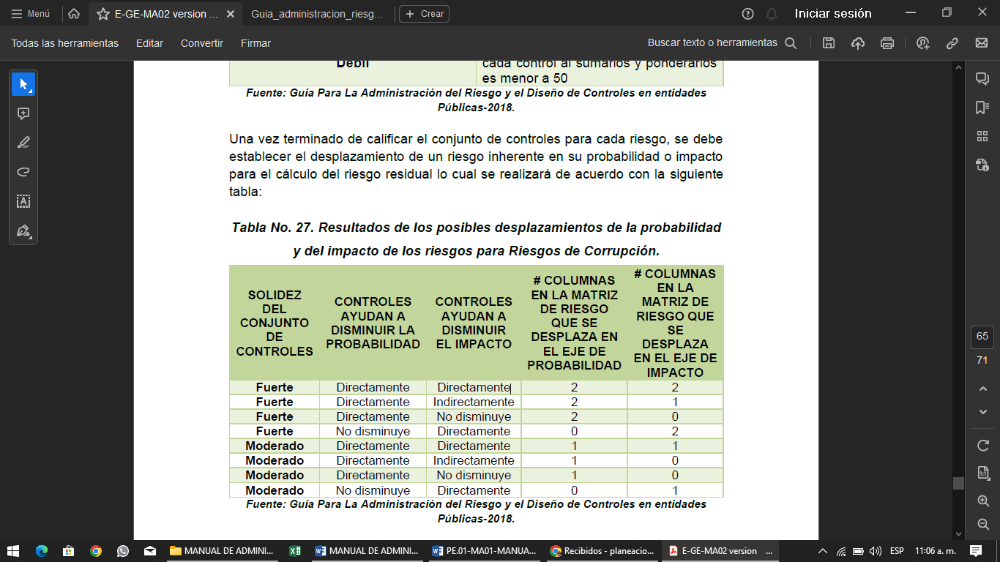 Menú
E-GE-MA02 version ...
Guia_administracion_riesg...
Crear
Iniciar sesión
Todas las herramientas
Editar
Convertir
Firmar
Buscar texto o herramientas
Débil
cada control al sumarlos y ponderarlos
es menor a 50
Fuente: Guía Para La Administración del Riesgo y el Diseño de Controles en entidades
Públicas-2018.
Una vez terminado de calificar el conjunto de controles para cada riesgo, se debe
establecer el desplazamiento de un riesgo inherente en su probabilidad o impacto
para el cálculo del riesgo residual lo cual se realizará de acuerdo con la siguiente
tabla:
Tabla No. 27. Resultados de los posibles desplazamientos de la probabilidad
y del impacto de los riesgos para Riesgos de Corrupción.
SOLIDEZ
DEL
CONJUNTO
DE
CONTROLES
CONTROLES
AYUDAN A
DISMINUIR LA
PROBABILIDAD
CONTROLES
AYUDAN A
DISMINUIR
EL IMPACTO
# COLUMNAS
EN LA MATRIZ
DE RIESGO
QUE SE
DESPLAZA EN
EL EJE DE
PROBABILIDAD
# COLUMNAS
EN LA
MATRIZ DE
RIESGO QUE
SE
DESPLAZA
EN EL EJE DE
IMPACTO
Fuerte Directamente Directamente 2 2
Fuerte Directamente Indirectamente 2 1
Fuerte Directamente No disminuye 2 0
Fuerte No disminuye Directamente 0 2
Moderado Directamente Directamente 1 1
Moderado Directamente Indirectamente 1 0
Moderado Directamente No disminuye 1 0
Moderado No disminuye Directamente 0 1
Fuente: Guía Para La Administración del Riesgo y el Diseño de Controles en entidades
Públicas-2018.
65
71
1:1
MANUAL DE ADMINI...
MANUAL DE ADMINI...
PE.01-MA01-MANUA...
Recibidos - planeacio...
E-GE-MA02 version ...
ESP
11:06 a. m.